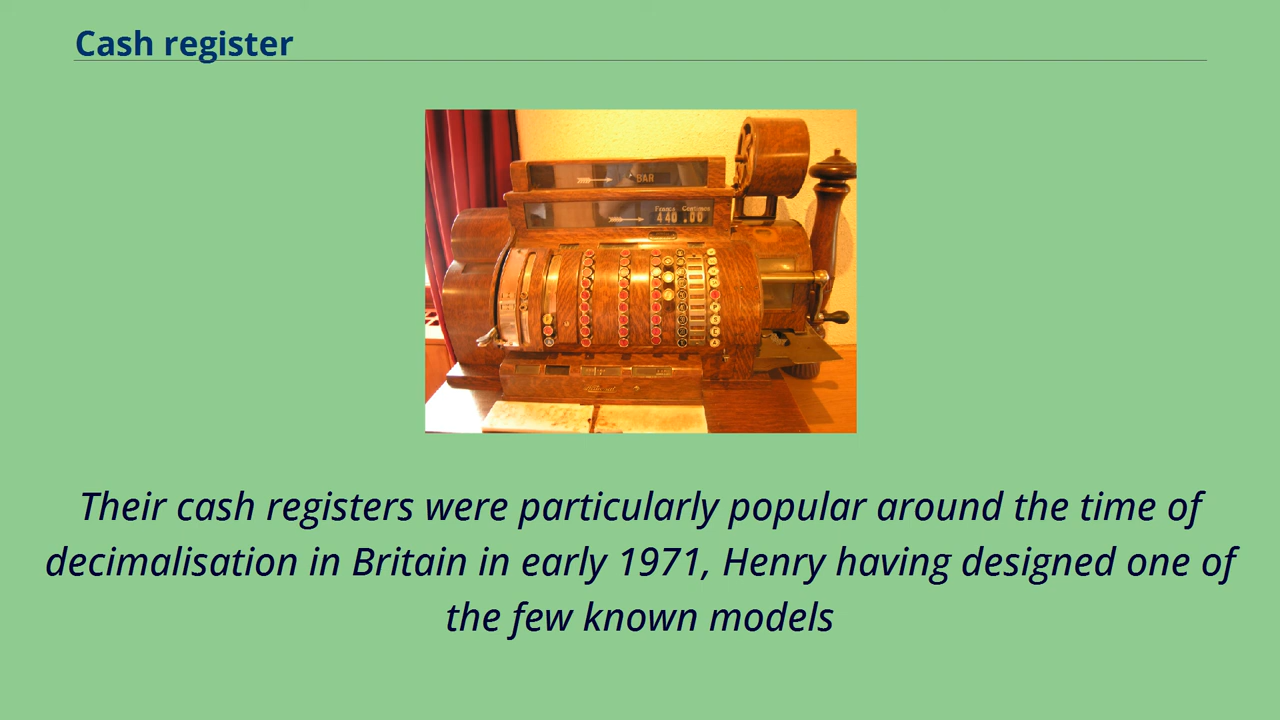 Cash register
BAR
Francs Centimes
440.00
Their cash registers were particularly popular around the time of
decimalisation in Britain in early 1971, Henry having designed one of
the few known models